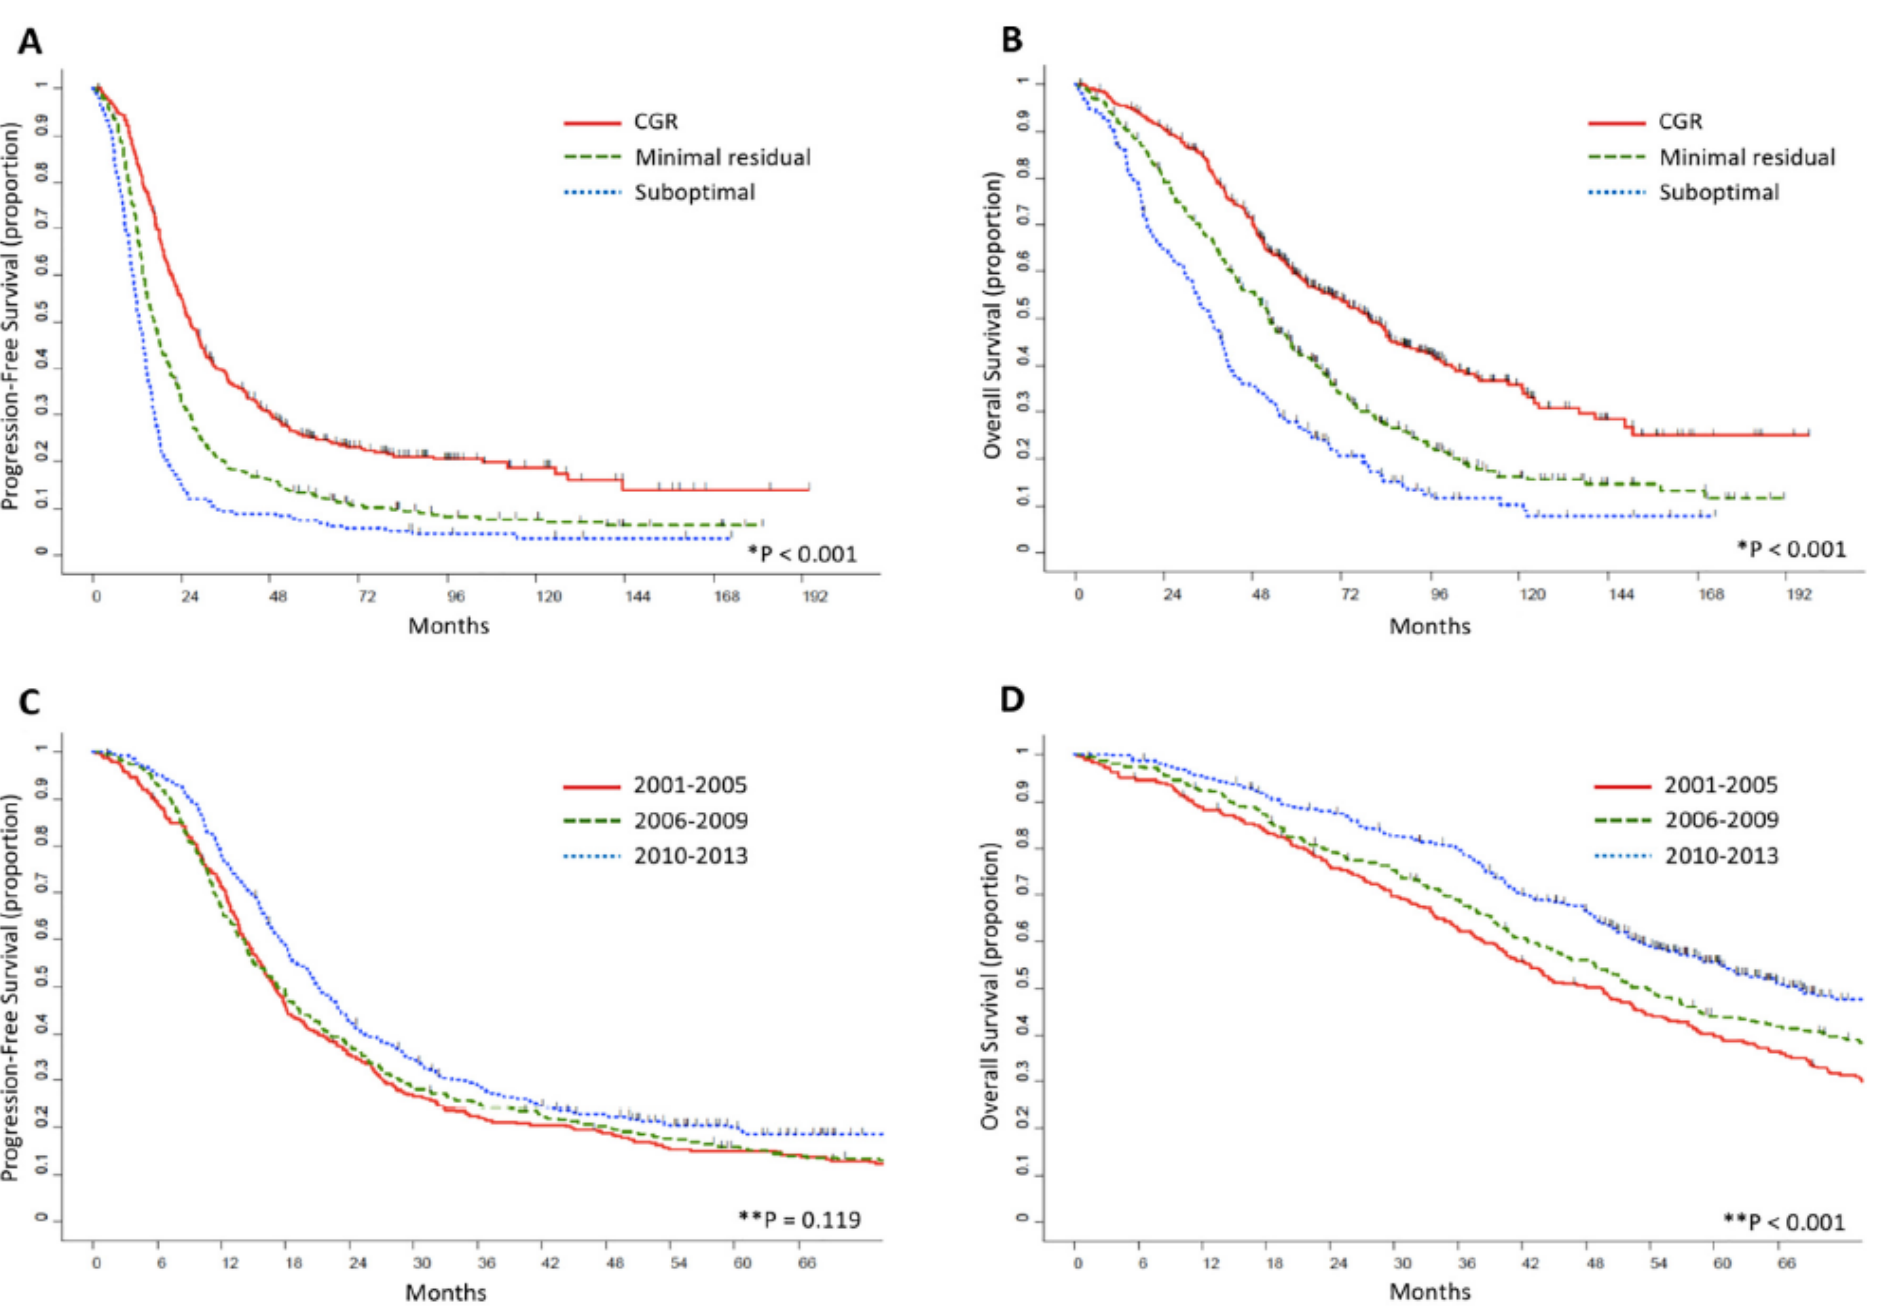 A
Progression-Free Survival (proportion)
1
0.9
0.8
0.7
0.6
0.5
0.4
0.3
0.2
0.1
0
CGR
Minimal residual
Suboptimal
*P < 0.001
0 24 48 72 96 120 144 168 192
Months
B
Overall Survival (proportion)
1
0.9
0.8
0.7
0.6
0.5
0.4
0.3
0.2
0.1
0
CGR
Minimal residual
Suboptimal
*P < 0.001
0 24 48 72 96 120 144 168 192
Months
C
Progression-Free Survival (proportion)
1
0.9
0.8
0.7
0.6
0.5
0.4
0.3
0.2
0.1
0
2001-2005
2006-2009
2010-2013
**P = 0.119
0 6 12 18 24 30 36 42 48 54 60 66
Months
D
Overall Survival (proportion)
1
0.9
0.8
0.7
0.6
0.5
0.4
0.3
0.2
0.1
0
2001-2005
2006-2009
2010-2013
**P < 0.001
0 6 12 18 24 30 36 42 48 54 60 66
Months